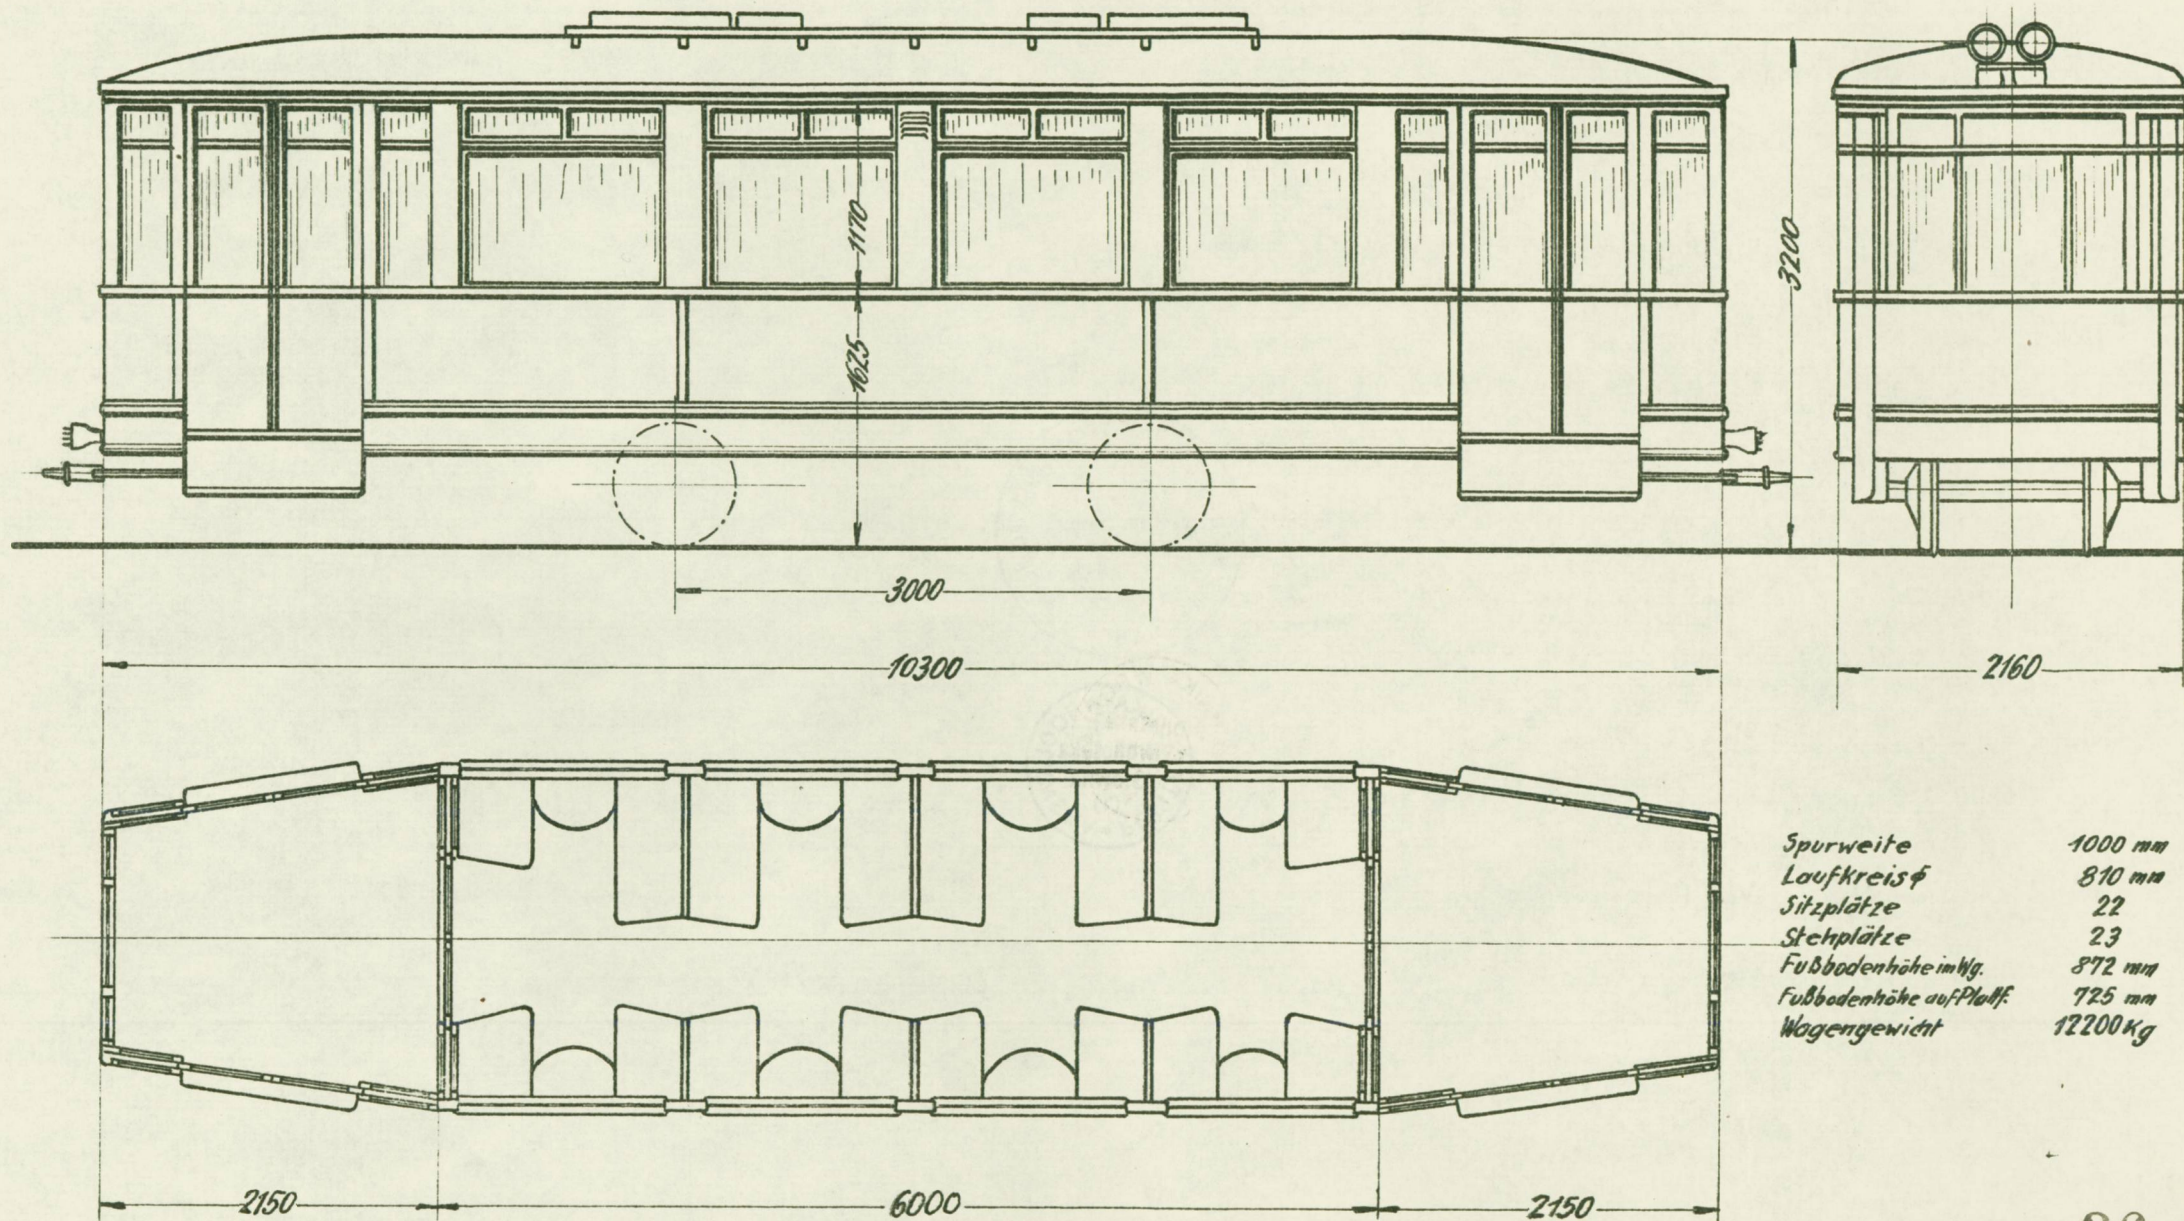 1170
1625
3200
3000
10300
2160
Spurweite 1000 mm
Laufkreis⌀ 810 mm
Sitzplätze 22
Stehplätze 23
Fußbodenhöhe im Wg. 872 mm
Fußbodenhöhe auf Plattf. 725 mm
Wagengewicht 12200 Kg
2150
6000
2150